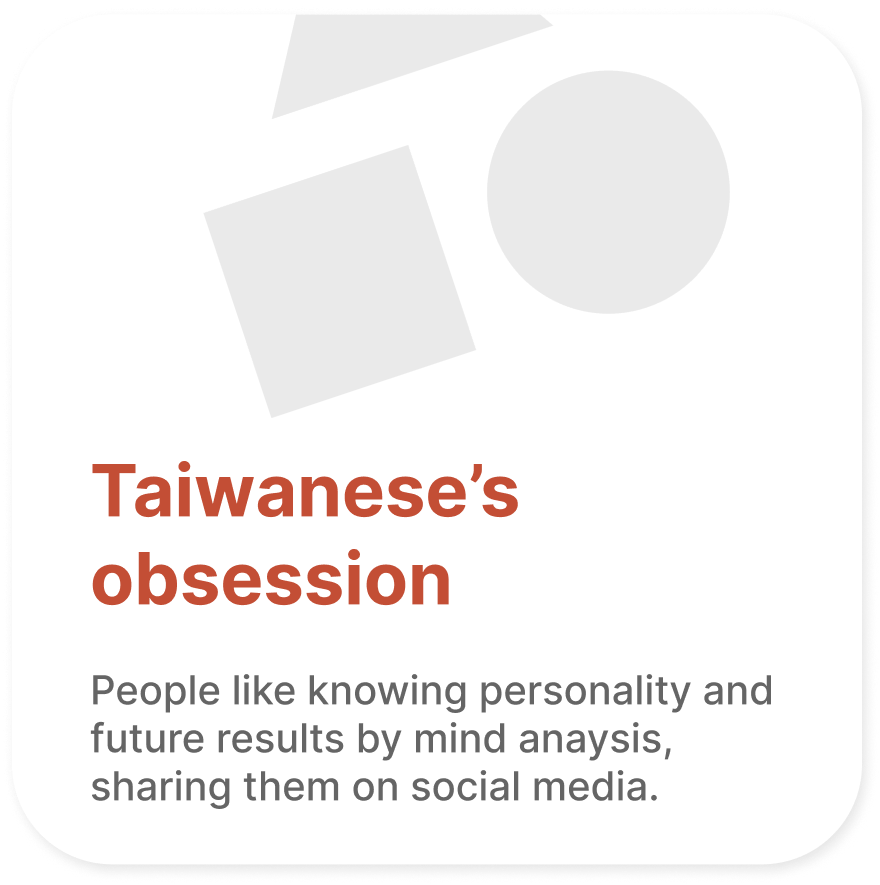 Taiwanese’s
obsession
People like knowing personality and
future results by mind anaysis,
sharing them on social media.